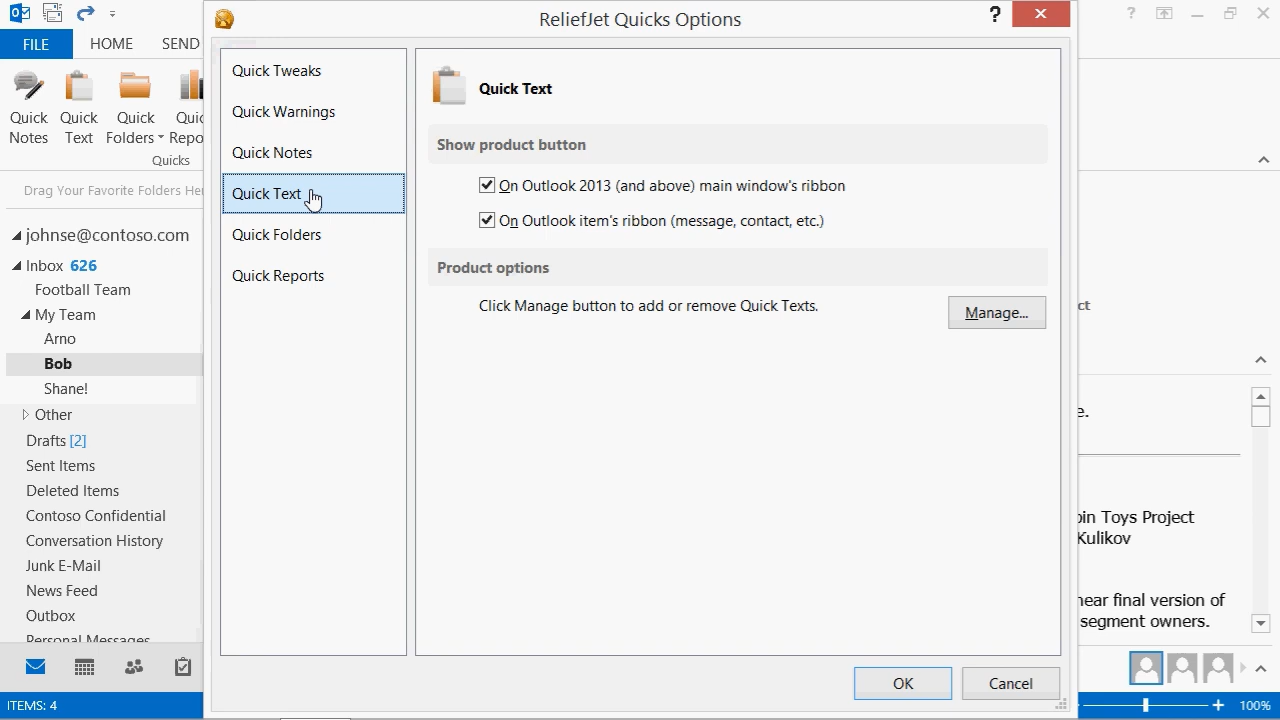 ReliefJet Quicks Options
?
?
FILE
HOME
SEND
Quick Notes
Quick Text
Quick Folders
Quicks
Drag Your Favorite Folders
johnse@contoso.com
Inbox 626
Football Team
My Team
Arno
Bob
Shane!
Other
Drafts [2]
Sent Items
Deleted Items
Contoso Confidential
Conversation History
Junk E-Mail
News Feed
Outbox
Personal Messages
ITEMS: 4
Quick Tweaks
Quick Warnings
Quick Notes
Quick Text
Quick Folders
Quick Reports
Quick Text
Show product button
On Outlook 2013 (and above) main window's ribbon
On Outlook item's ribbon (message, contact, etc.)
Product options
Click Manage button to add or remove Quick Texts.
Manage...
OK
Cancel
ct
e.
Toys Project
Kulikov
near final version of
segment owners.
100%